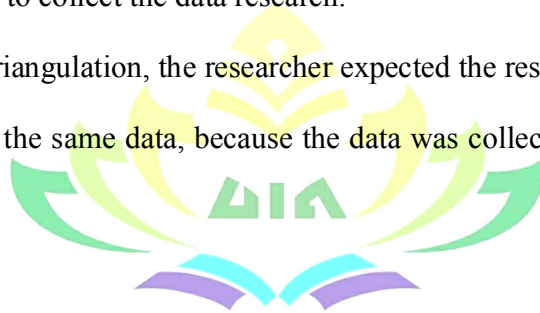 to collect the data research.
riangulation, the researcher expected the res
the same data, because the data was collec
UIN